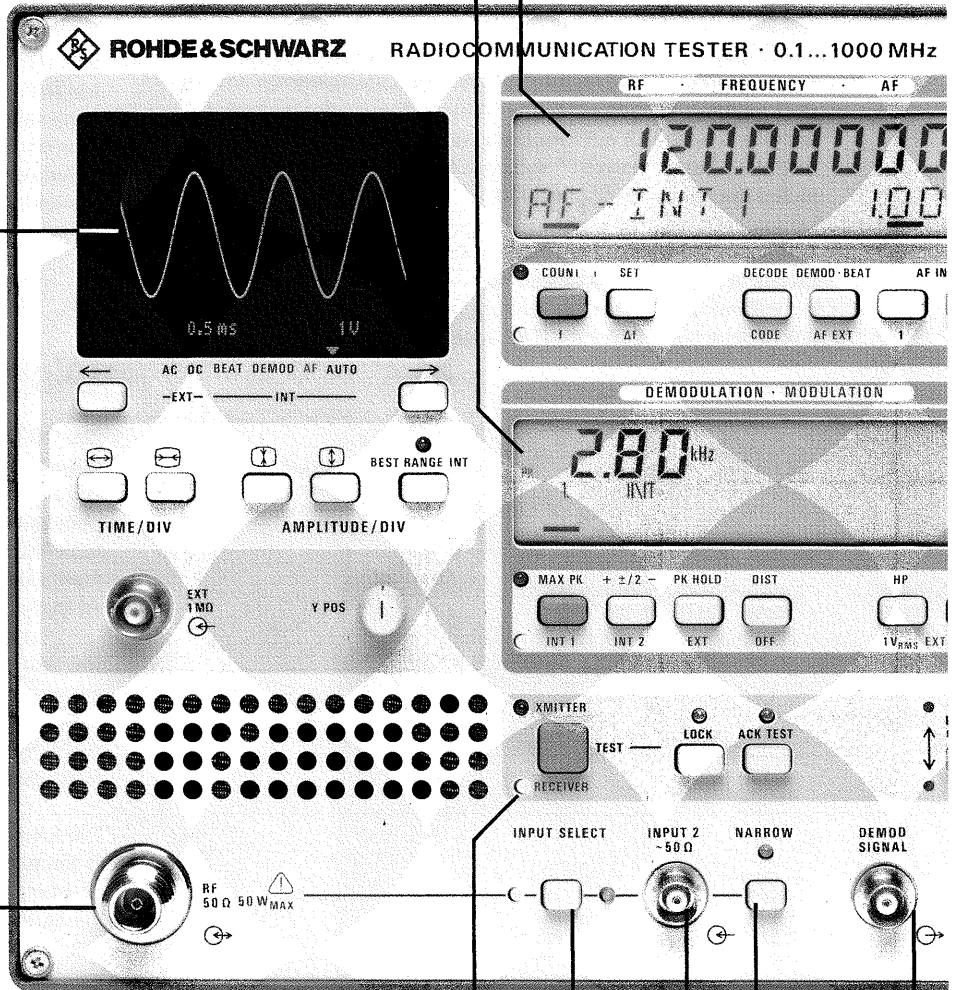 ROHDE & SCHWARZ
RADIOCOMMUNICATION TESTER · 0.1...1000 MHz
RF · FREQUENCY · AF
120.00000
AF-INT 1 1.00
0.5 ms 1V
COUNT SET DECODE DEMOD·BEAT AF IN
f Δf CODE AF EXT 1
← AC DC BEAT DEMOD AF AUTO →
-EXT- INT
DEMODULATION · MODULATION
2.80 kHz
1 INT
BEST RANGE INT
TIME/DIV AMPLITUDE/DIV
MAX PK + ±/2 - PK HOLD DIST HP
INT 1 INT 2 EXT OFF 1V RMS EXT
EXT
1 MΩ
Y POS
XMITTER
TEST LOCK ACK TEST
RECEIVER
INPUT SELECT INPUT 2 NARROW DEMOD
~50 Ω SIGNAL
RF
50 Ω 50 W MAX